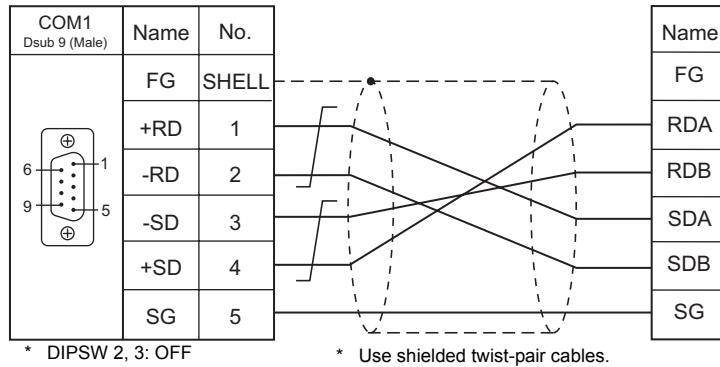 COM1
Dsub 9 (Male)
Name No. Name
FG SHELL FG
+RD 1 RDA
-RD 2 RDB
-SD 3 SDA
+SD 4 SDB
SG 5 SG
6 1
9 5
* DIPSW 2, 3: OFF
* Use shielded twist-pair cables.